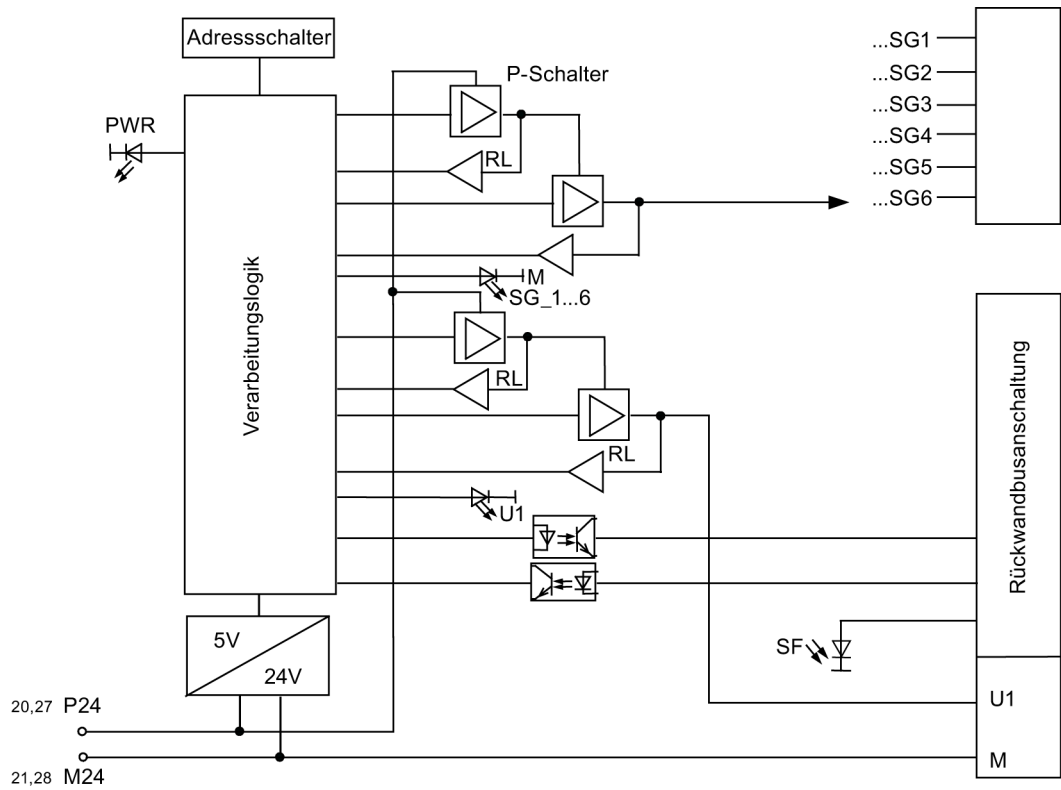 Adressschalter
P-Schalter
...SG1
...SG2
...SG3
...SG4
...SG5
...SG6
PWR
RL
M
SG_1...6
Verarbeitungslogik
RL
RL
U1
Rückwandbusanschaltung
SF
5V
24V
U1
M
20,27 P24
21,28 M24